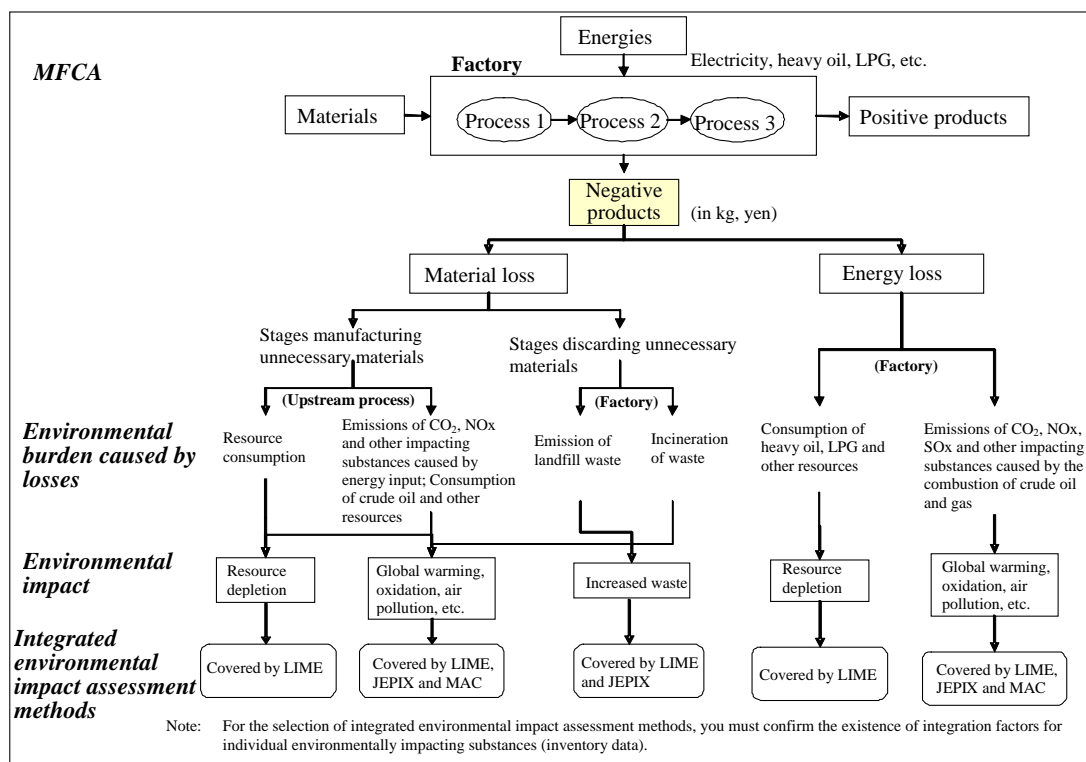 Energies
MFCA
Factory
Electricity, heavy oil, LPG, etc.
Materials
Process 1
Process 2
Process 3
Positive products
Negative
products
(in kg, yen)
Material loss
Energy loss
Stages manufacturing
unnecessary materials
Stages discarding unnecessary
materials
(Upstream process)
(Factory)
(Factory)
Environmental
burden caused by
losses
Resource
consumption
Emissions of CO2, NOx
and other impacting
substances caused by
energy input; Consumption
of crude oil and other
resources
Emission of
landfill waste
Incineration
of waste
Consumption of
heavy oil, LPG and
other resources
Emissions of CO2, NOx,
SOx and other impacting
substances caused by the
combustion of crude oil
and gas
Environmental
impact
Resource
depletion
Global warming,
oxidation, air
pollution, etc.
Increased waste
Resource
depletion
Global warming,
oxidation, air
pollution, etc.
Integrated
environmental
impact assessment
methods
Covered by LIME
Covered by LIME,
JEPIX and MAC
Covered by LIME
and JEPIX
Covered by LIME
Covered by LIME,
JEPIX and MAC
Note: For the selection of integrated environmental impact assessment methods, you must confirm the existence of integration factors for
individual environmentally impacting substances (inventory data).